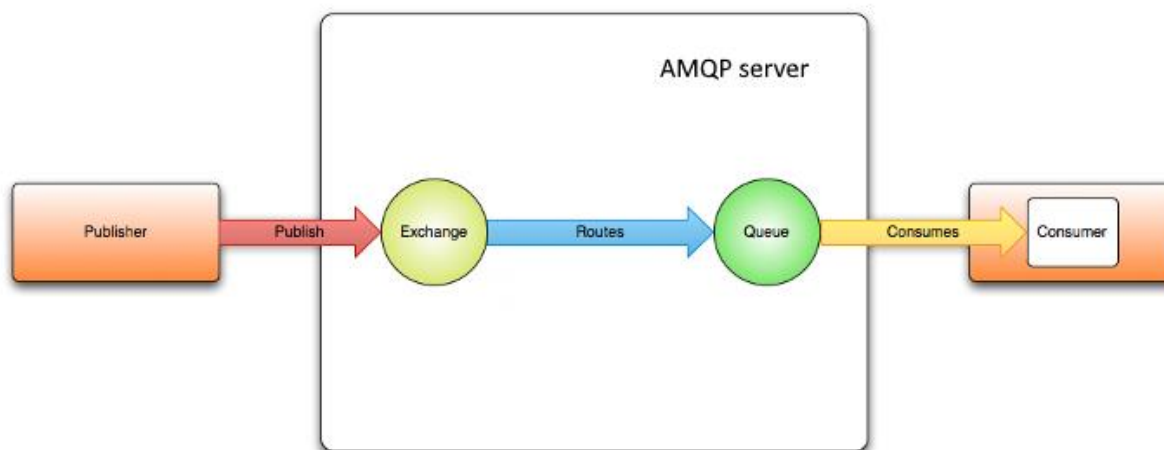 AMQP server
Publisher
Publish
Exchange
Routes
Queue
Consumes
Consumer